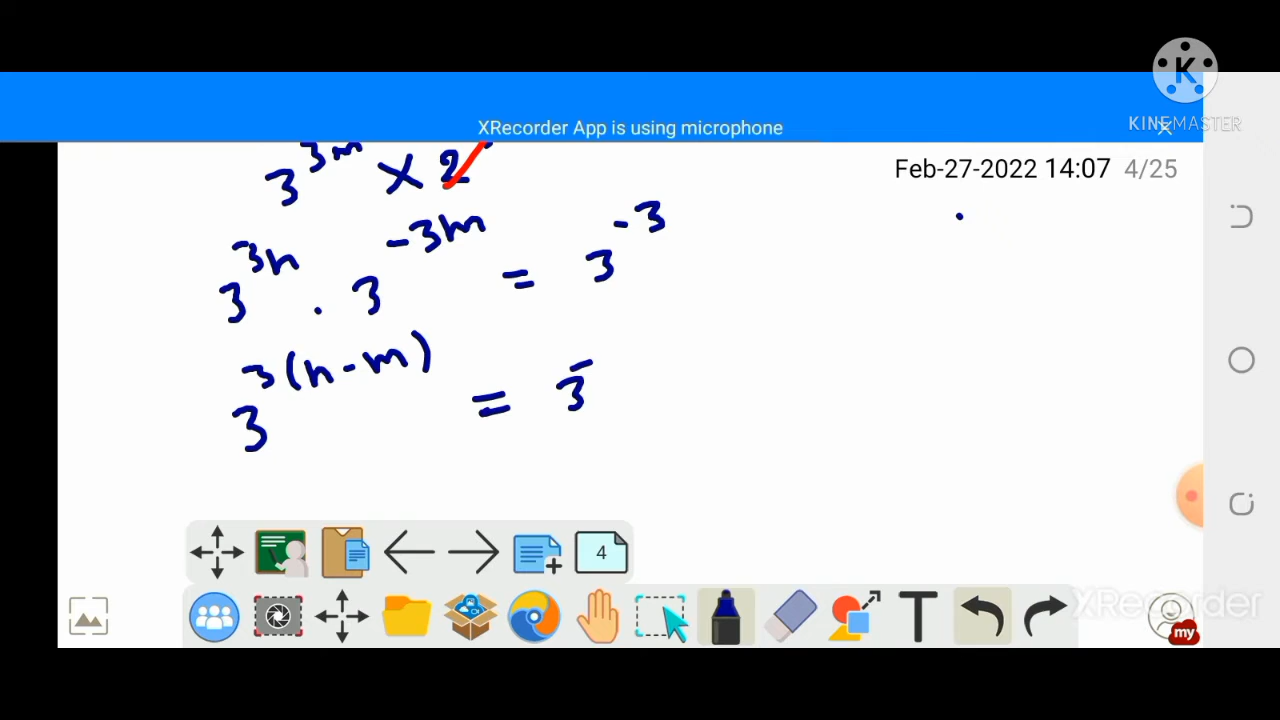 K
KINEMASTER
XRecorder App is using microphone
Feb-27-2022 14:07 4/25
3^{3m} × 2
3^{3n} . 3^{-3m} = 3^{-3}
3^{3(n-m)} = 3^{-}
4
T
XRecorder
my